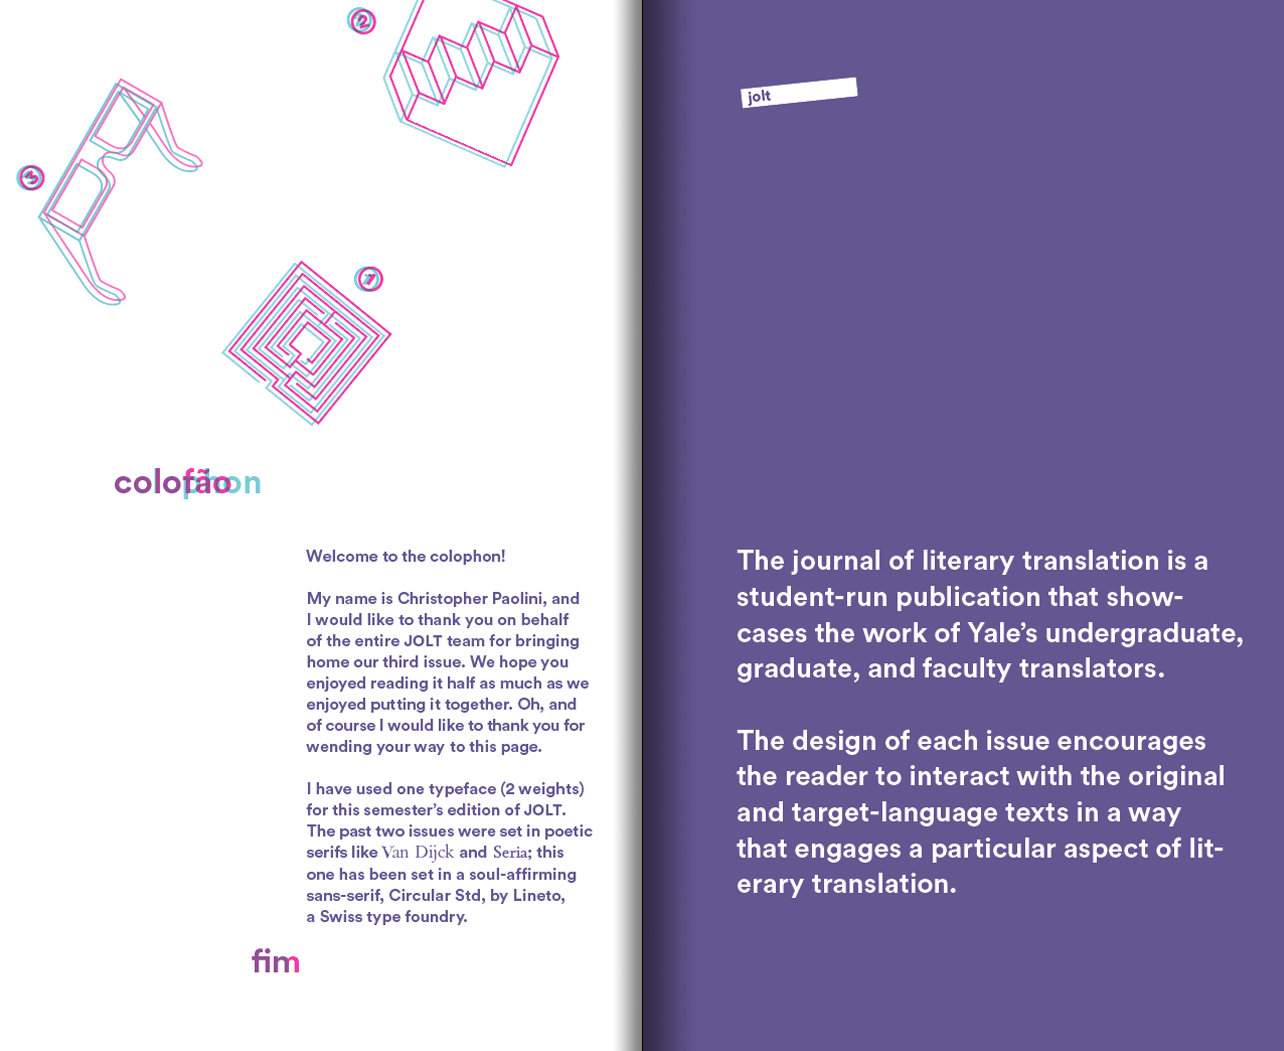 2
3
1
colophon
colofão
Welcome to the colophon!
My name is Christopher Paolini, and
I would like to thank you on behalf
of the entire JOLT team for bringing
home our third issue. We hope you
enjoyed reading it half as much as we
enjoyed putting it together. Oh, and
of course I would like to thank you for
wending your way to this page.
I have used one typeface (2 weights)
for this semester’s edition of JOLT.
The past two issues were set in poetic
serifs like Van Dijck and Seria; this
one has been set in a soul-affirming
sans-serif, Circular Std, by Lineto,
a Swiss type foundry.
fim
jolt
The journal of literary translation is a
student-run publication that show-
cases the work of Yale’s undergraduate,
graduate, and faculty translators.
The design of each issue encourages
the reader to interact with the original
and target-language texts in a way
that engages a particular aspect of lit-
erary translation.